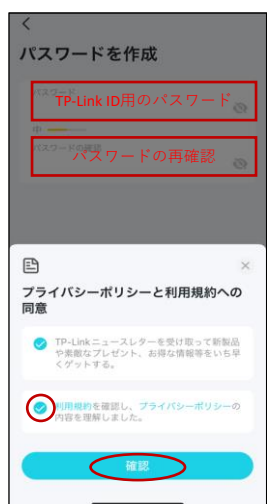 パスワードを作成
パスワード
TP-Link ID用のパスワード
中
パスワードの確認
パスワードの再確認
プライバシーポリシーと利用規約への
同意
TP-Linkニュースレターを受け取って新製品
や素敵なプレゼント、お得な情報等をいち早
くゲットする。
利用規約を確認し、プライバシーポリシーの
内容を理解しました。
確認